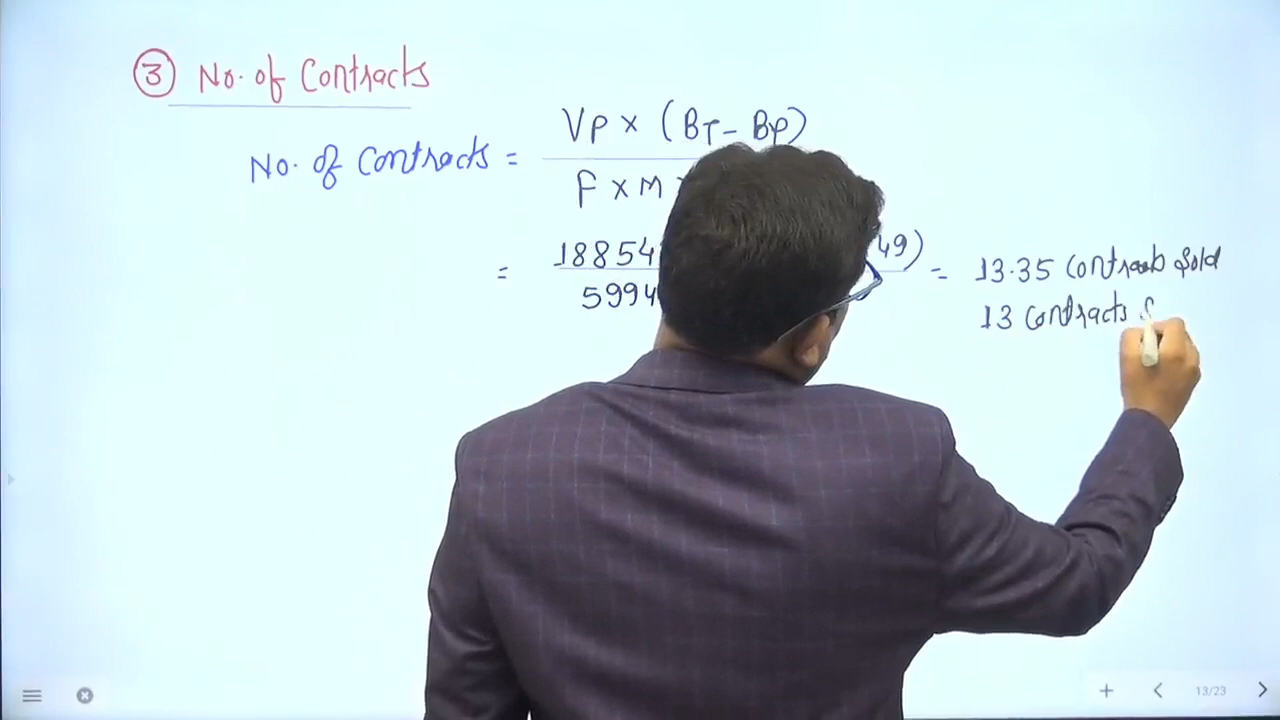 ③ No. of Contracts
No. of Contracts = VP × (BT - BP)
F × M
= 18854 49) = 13.35 Contracts Sold
5994
13 Contracts S
13/23